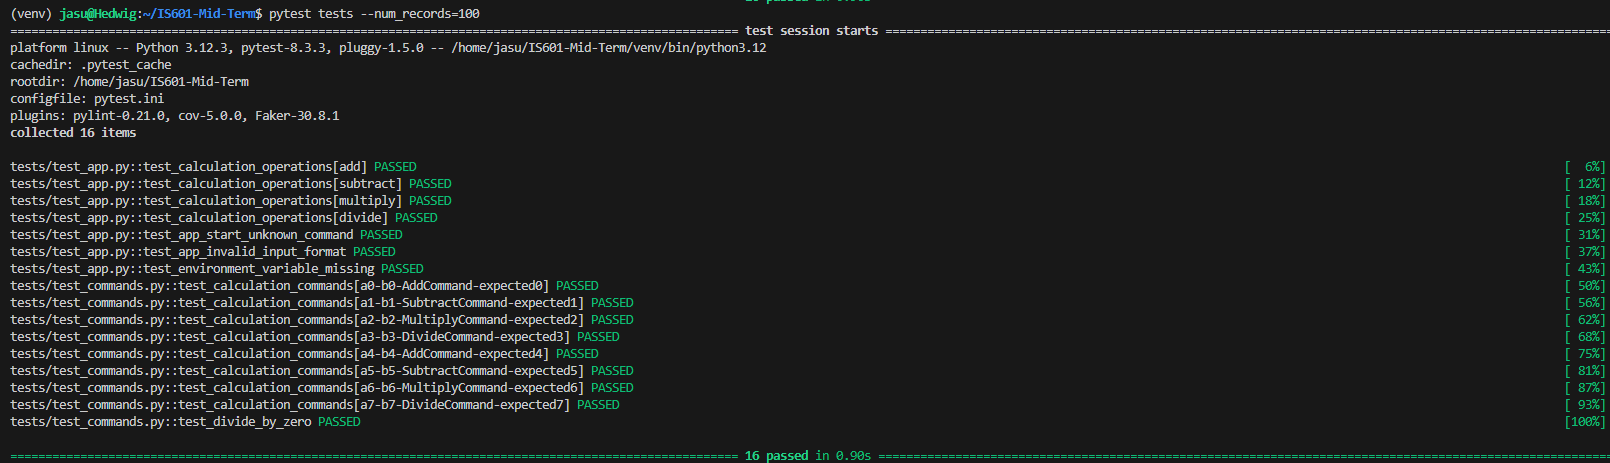 (venv) jasu@Hedwig:~/IS601-Mid-Term$ pytest tests --num_records=100
test session starts
platform linux -- Python 3.12.3, pytest-8.3.3, pluggy-1.5.0 -- /home/jasu/IS601-Mid-Term/venv/bin/python3.12
cachedir: .pytest_cache
rootdir: /home/jasu/IS601-Mid-Term
configfile: pytest.ini
plugins: pylint-0.21.0, cov-5.0.0, Faker-30.8.1
collected 16 items
tests/test_app.py::test_calculation_operations[add] PASSED [  6%]
tests/test_app.py::test_calculation_operations[subtract] PASSED [ 12%]
tests/test_app.py::test_calculation_operations[multiply] PASSED [ 18%]
tests/test_app.py::test_calculation_operations[divide] PASSED [ 25%]
tests/test_app.py::test_app_start_unknown_command PASSED [ 31%]
tests/test_app.py::test_app_invalid_input_format PASSED [ 37%]
tests/test_app.py::test_environment_variable_missing PASSED [ 43%]
tests/test_commands.py::test_calculation_commands[a0-b0-AddCommand-expected0] PASSED [ 50%]
tests/test_commands.py::test_calculation_commands[a1-b1-SubtractCommand-expected1] PASSED [ 56%]
tests/test_commands.py::test_calculation_commands[a2-b2-MultiplyCommand-expected2] PASSED [ 62%]
tests/test_commands.py::test_calculation_commands[a3-b3-DivideCommand-expected3] PASSED [ 68%]
tests/test_commands.py::test_calculation_commands[a4-b4-AddCommand-expected4] PASSED [ 75%]
tests/test_commands.py::test_calculation_commands[a5-b5-SubtractCommand-expected5] PASSED [ 81%]
tests/test_commands.py::test_calculation_commands[a6-b6-MultiplyCommand-expected6] PASSED [ 87%]
tests/test_commands.py::test_calculation_commands[a7-b7-DivideCommand-expected7] PASSED [ 93%]
tests/test_commands.py::test_divide_by_zero PASSED [100%]
16 passed in 0.90s